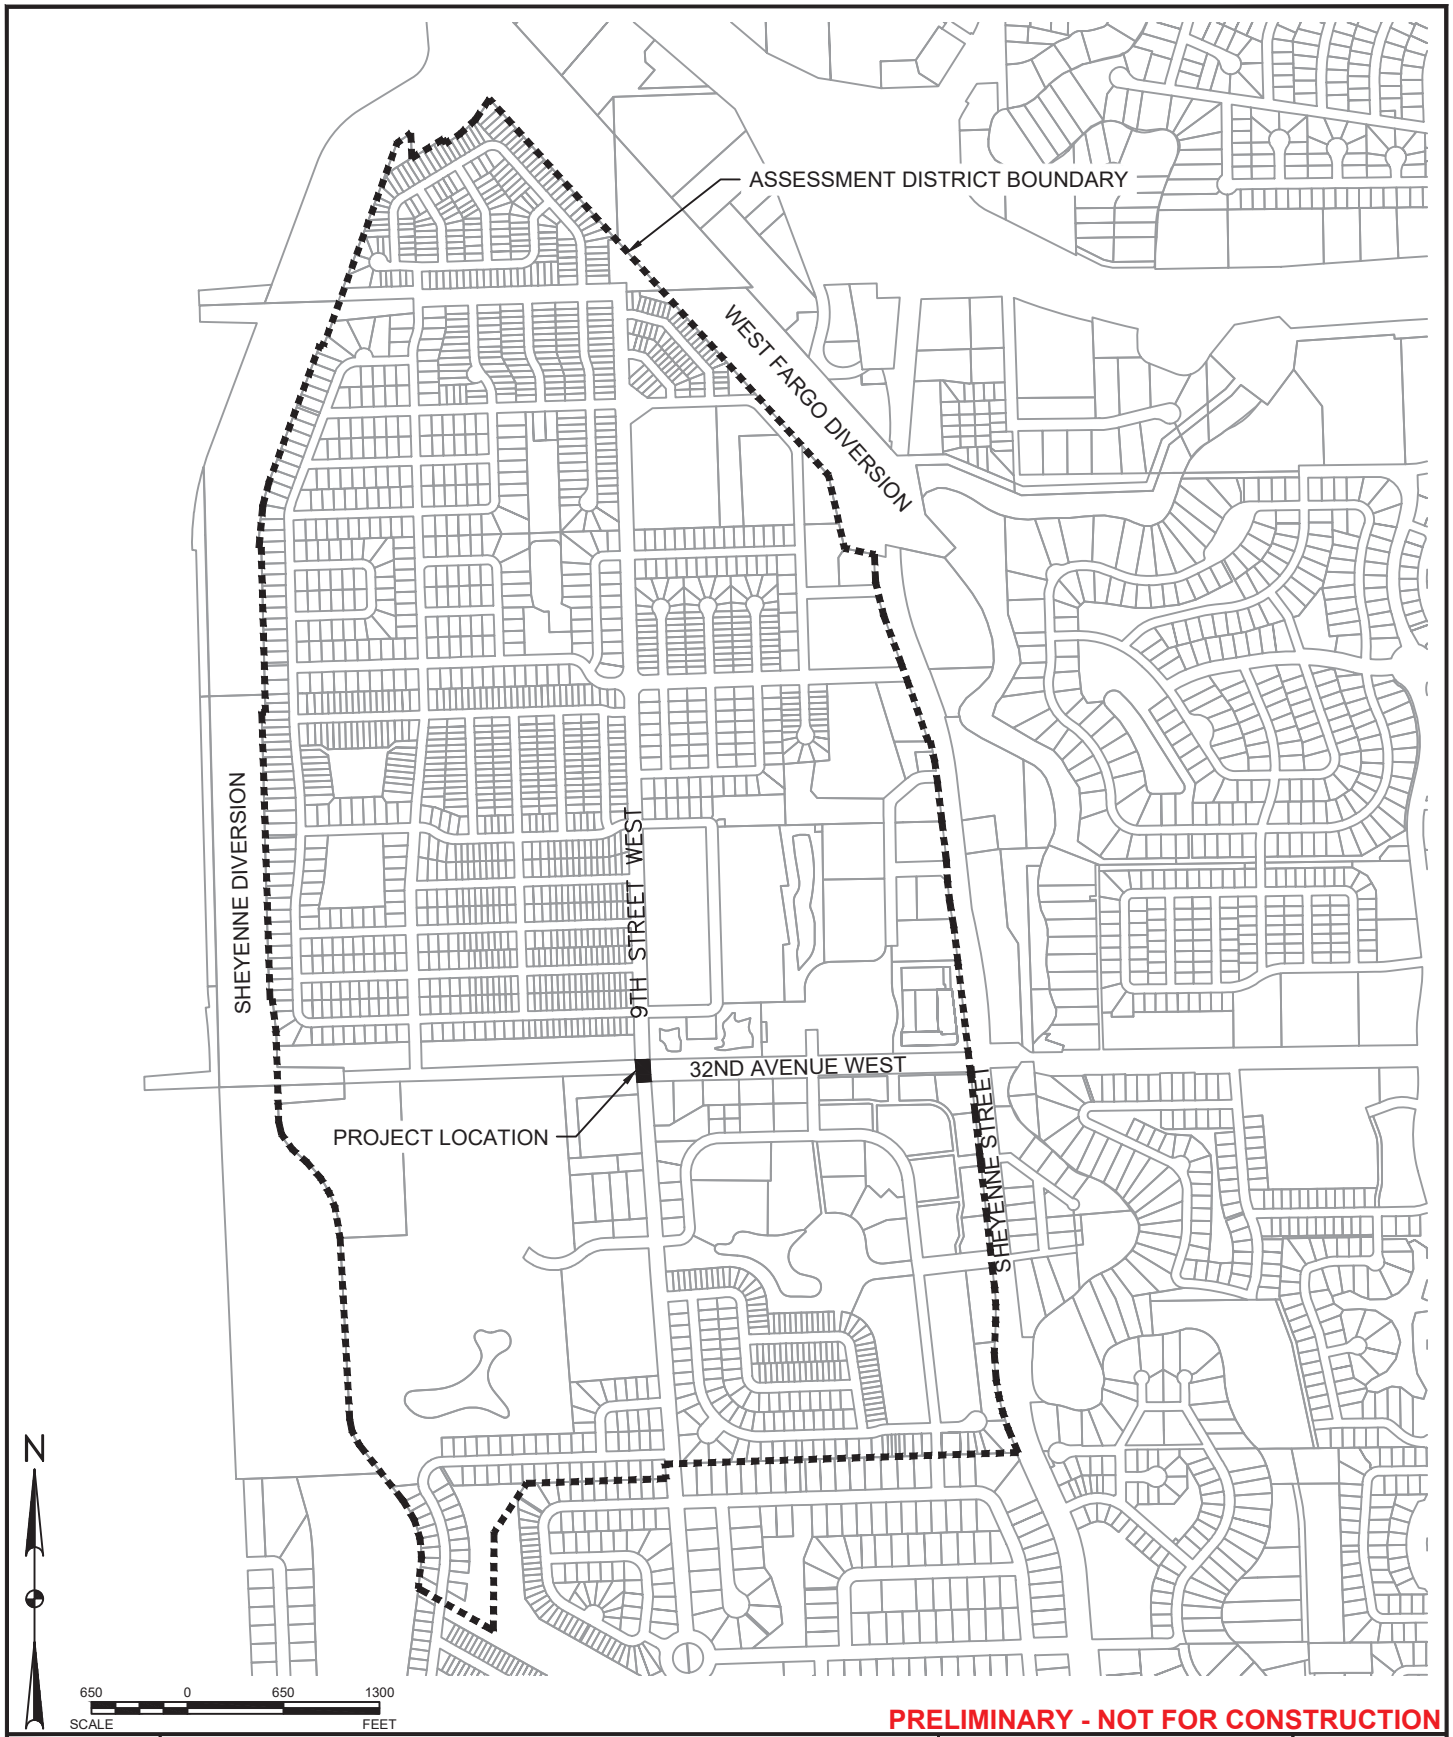 ASSESSMENT DISTRICT BOUNDARY
WEST FARGO DIVERSION
SHEYENNE DIVERSION
9TH STREET WEST
32ND AVENUE WEST
PROJECT LOCATION
SHEYENNE STREET
N
650 0 650 1300
SCALE FEET
PRELIMINARY - NOT FOR CONSTRUCTION